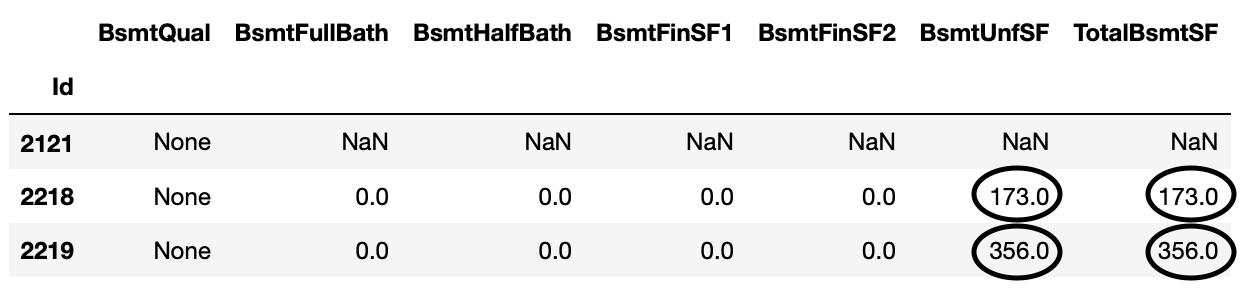 BsmtQual BsmtFullBath BsmtHalfBath BsmtFinSF1 BsmtFinSF2 BsmtUnfSF TotalBsmtSF
Id
2121 None NaN NaN NaN NaN NaN NaN
2218 None 0.0 0.0 0.0 0.0 173.0 173.0
2219 None 0.0 0.0 0.0 0.0 356.0 356.0